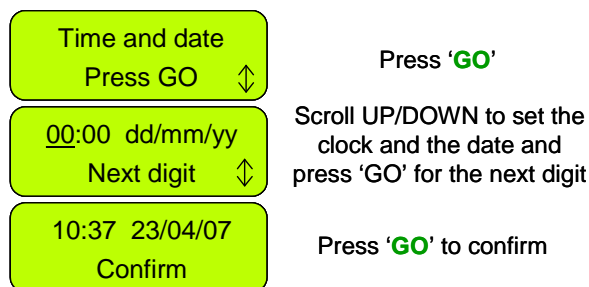 Time and date
Press GO ↕
Press ‘GO’
00:00 dd/mm/yy
Next digit ↕
Scroll UP/DOWN to set the
clock and the date and
press ‘GO’ for the next digit
10:37 23/04/07
Confirm
Press ‘GO’ to confirm